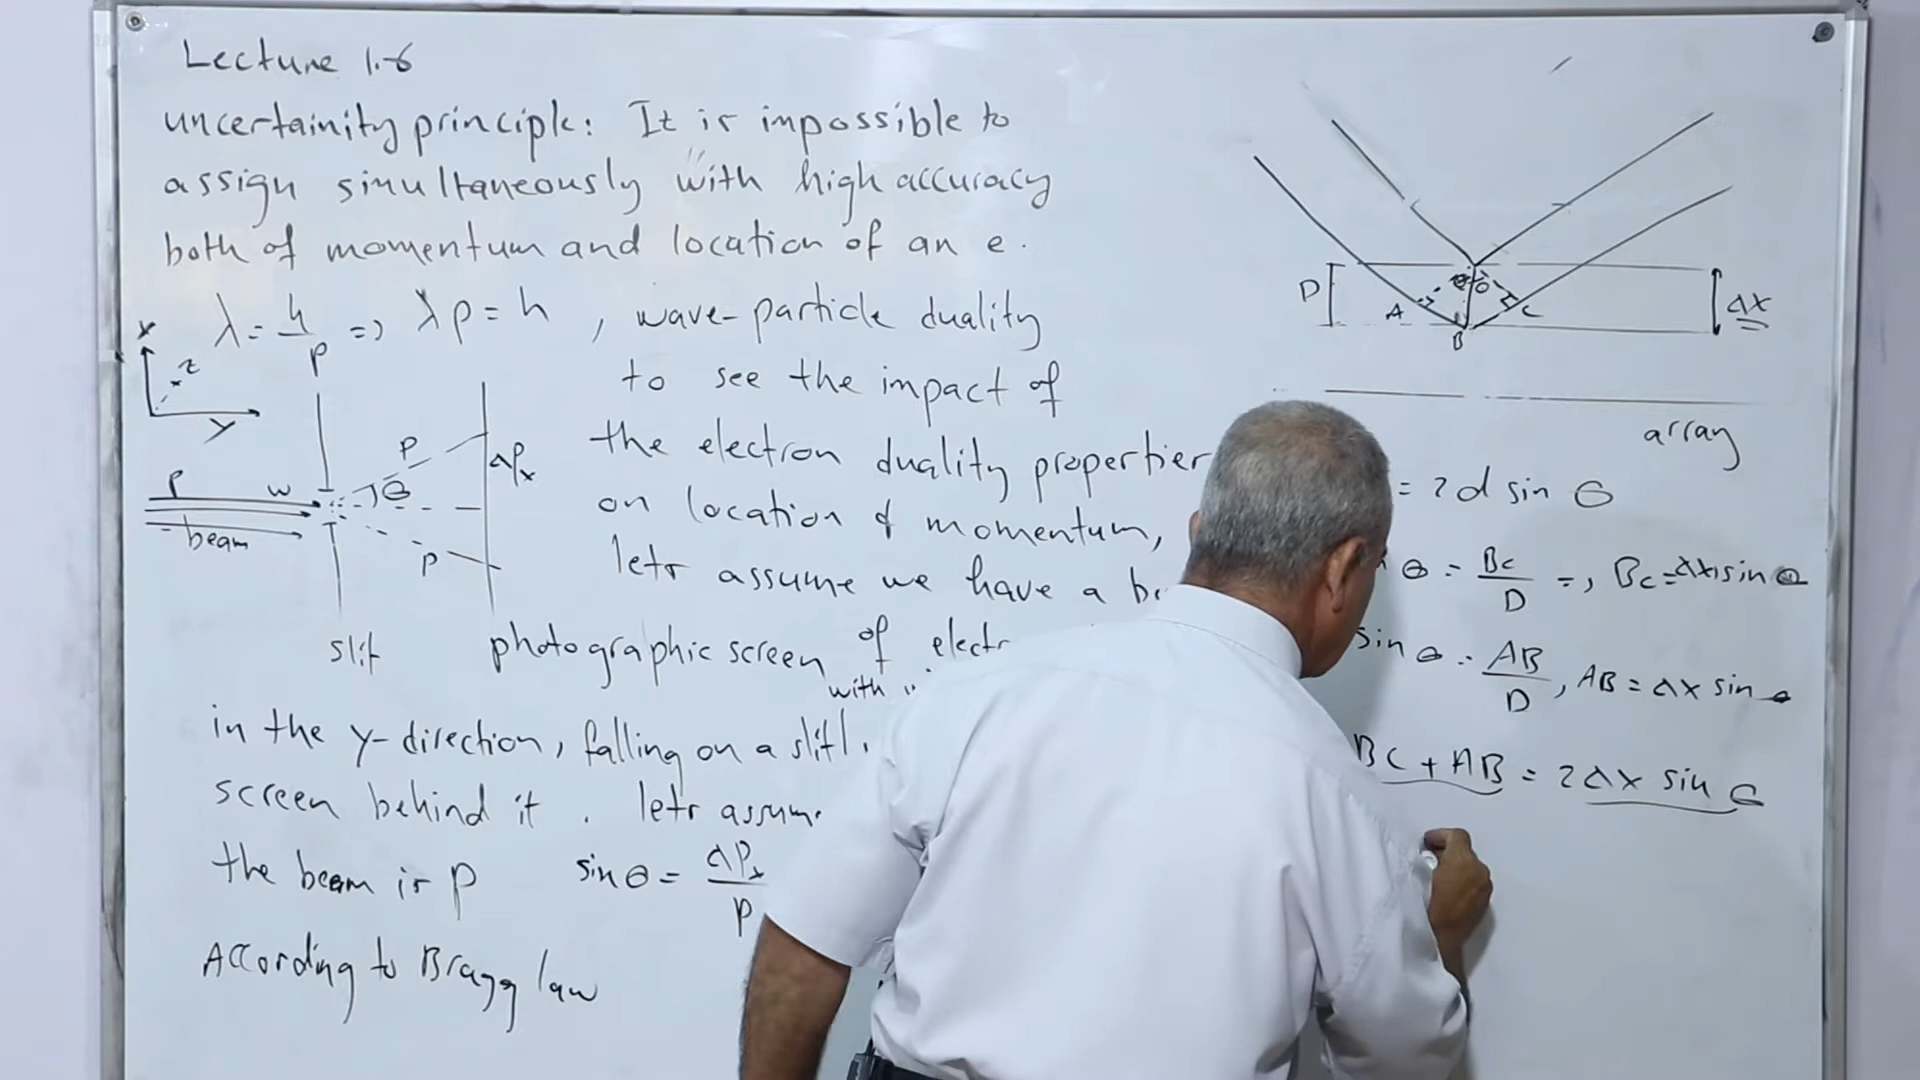 Lecture 1.6
uncertainity principle: It is impossible to
assign simultaneously with high accuracy
both of momentum and location of an e.
λ = h/p => λp = h , wave-particle duality
to see the impact of
the electron duality properties
on location & momentum,
lets assume we have a
x
z
y
p
w
beam
θ
p
ΔPx
p
slit
photographic screen
of
with
in the y-direction, falling on a slit
screen behind it . lets
the beam is p
sin θ = ΔPx/p
According to Bragg law
D
A
B
C
θ
θ
Δx
array
= 2d sin θ
θ = BC/D =, BC = Δx sin θ
sin θ = AB/D , AB = Δx sin θ
BC + AB = 2Δx sin θ